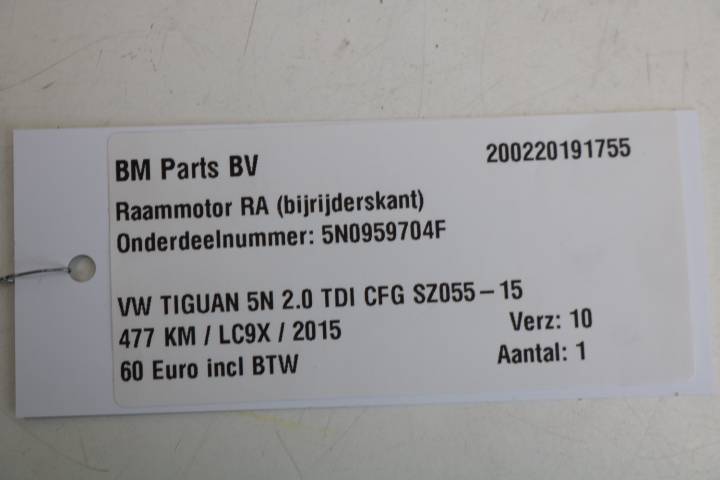 BM Parts BV 200220191755
Raammotor RA (bijrijderskant)
Onderdeelnummer: 5N0959704F
VW TIGUAN 5N 2.0 TDI CFG SZ055-15
477 KM / LC9X / 2015 Verz: 10
60 Euro incl BTW Aantal: 1